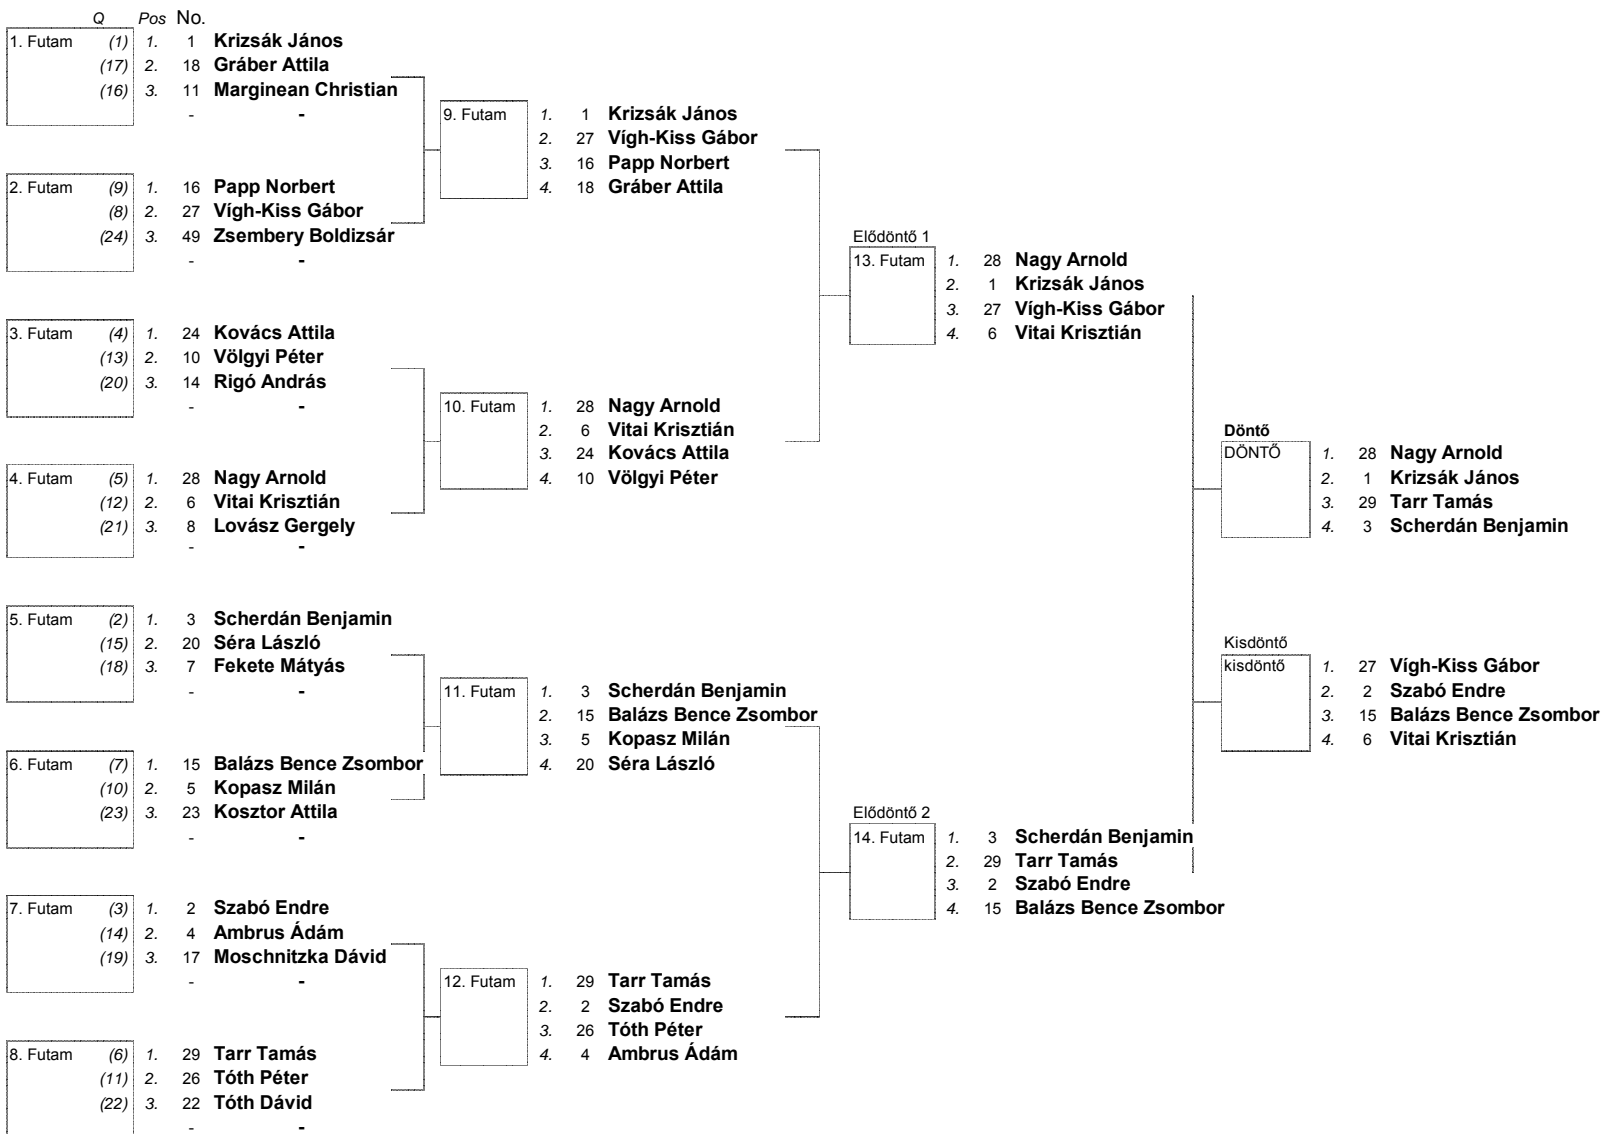 Q Pos No.
1. Futam (1) 1. 1 Krizsák János
(17) 2. 18 Gráber Attila
(16) 3. 11 Marginean Christian
- -
2. Futam (9) 1. 16 Papp Norbert
(8) 2. 27 Vígh-Kiss Gábor
(24) 3. 49 Zsembery Boldizsár
- -
3. Futam (4) 1. 24 Kovács Attila
(13) 2. 10 Völgyi Péter
(20) 3. 14 Rigó András
- -
4. Futam (5) 1. 28 Nagy Arnold
(12) 2. 6 Vitai Krisztián
(21) 3. 8 Lovász Gergely
- -
5. Futam (2) 1. 3 Scherdán Benjamin
(15) 2. 20 Séra László
(18) 3. 7 Fekete Mátyás
- -
6. Futam (7) 1. 15 Balázs Bence Zsombor
(10) 2. 5 Kopasz Milán
(23) 3. 23 Kosztor Attila
- -
7. Futam (3) 1. 2 Szabó Endre
(14) 2. 4 Ambrus Ádám
(19) 3. 17 Moschnitzka Dávid
- -
8. Futam (6) 1. 29 Tarr Tamás
(11) 2. 26 Tóth Péter
(22) 3. 22 Tóth Dávid
- -
9. Futam 1. 1 Krizsák János
2. 27 Vígh-Kiss Gábor
3. 16 Papp Norbert
4. 18 Gráber Attila
10. Futam 1. 28 Nagy Arnold
2. 6 Vitai Krisztián
3. 24 Kovács Attila
4. 10 Völgyi Péter
11. Futam 1. 3 Scherdán Benjamin
2. 15 Balázs Bence Zsombor
3. 5 Kopasz Milán
4. 20 Séra László
12. Futam 1. 29 Tarr Tamás
2. 2 Szabó Endre
3. 26 Tóth Péter
4. 4 Ambrus Ádám
Elődöntő 1
13. Futam 1. 28 Nagy Arnold
2. 1 Krizsák János
3. 27 Vígh-Kiss Gábor
4. 6 Vitai Krisztián
Elődöntő 2
14. Futam 1. 3 Scherdán Benjamin
2. 29 Tarr Tamás
3. 2 Szabó Endre
4. 15 Balázs Bence Zsombor
Döntő
DÖNTŐ 1. 28 Nagy Arnold
2. 1 Krizsák János
3. 29 Tarr Tamás
4. 3 Scherdán Benjamin
Kisdöntő
kisdöntő 1. 27 Vígh-Kiss Gábor
2. 2 Szabó Endre
3. 15 Balázs Bence Zsombor
4. 6 Vitai Krisztián